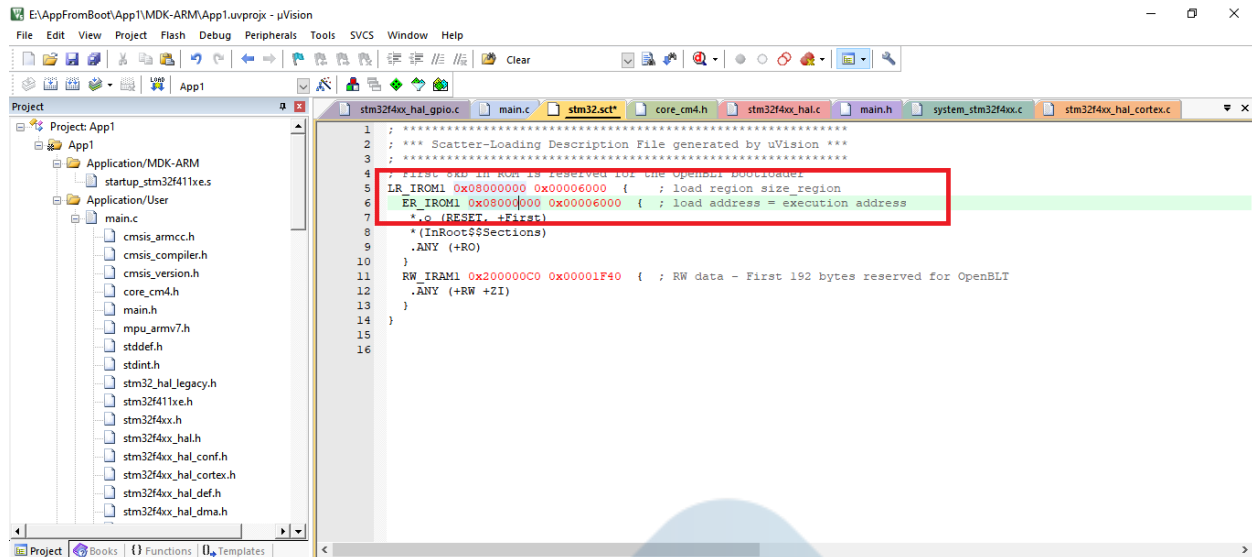 E:\AppFromBoot\App1\MDK-ARM\App1.uvprojx - µVision
File Edit View Project Flash Debug Peripherals Tools SVCS Window Help
Clear
LOAD App1
Project
stm32f4xx_hal_gpio.c main.c stm32.sct* core_cm4.h stm32f4xx_hal.c main.h system_stm32f4xx.c stm32f4xx_hal_cortex.c
Project: App1
App1
Application/MDK-ARM
startup_stm32f411xe.s
Application/User
main.c
cmsis_armcc.h
cmsis_compiler.h
cmsis_version.h
core_cm4.h
main.h
mpu_armv7.h
stddef.h
stdint.h
stm32_hal_legacy.h
stm32f411xe.h
stm32f4xx.h
stm32f4xx_hal.h
stm32f4xx_hal_conf.h
stm32f4xx_hal_cortex.h
stm32f4xx_hal_def.h
stm32f4xx_hal_dma.h
1 ; *************************************************************
2 ; *** Scatter-Loading Description File generated by uVision ***
3 ; *************************************************************
4 ; First 8kb in ROM is reserved for the OpenBLT bootloader
5 LR_IROM1 0x08000000 0x00006000 { ; load region size_region
6 ER_IROM1 0x08000000 0x00006000 { ; load address = execution address
7 *.o (RESET, +First)
8 *(InRoot$$Sections)
9 .ANY (+RO)
10 }
11 RW_IRAM1 0x200000C0 0x00001F40 { ; RW data - First 192 bytes reserved for OpenBLT
12 .ANY (+RW +ZI)
13 }
14 }
15
16
Project Books {} Functions 0 Templates